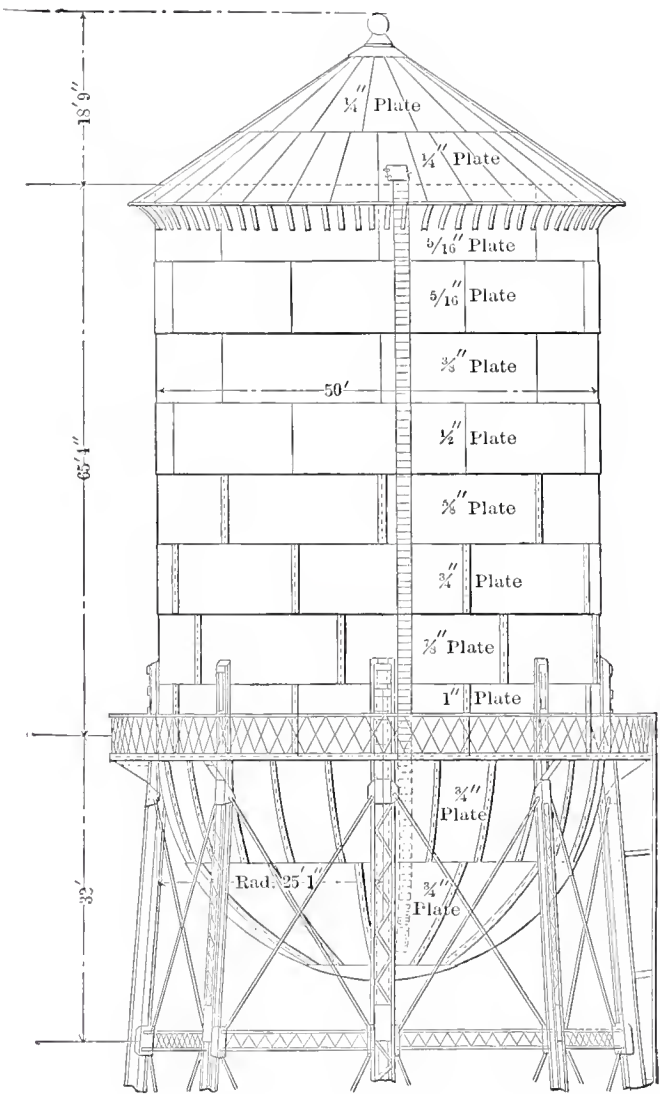 18′9″
¼″ Plate
¼″ Plate
5/16″ Plate
5/16″ Plate
⅜″ Plate
50′
½″ Plate
65′4″
⅝″ Plate
¾″ Plate
⅞″ Plate
1″ Plate
¾″
Plate
Rad. 25′1″
¾″
Plate